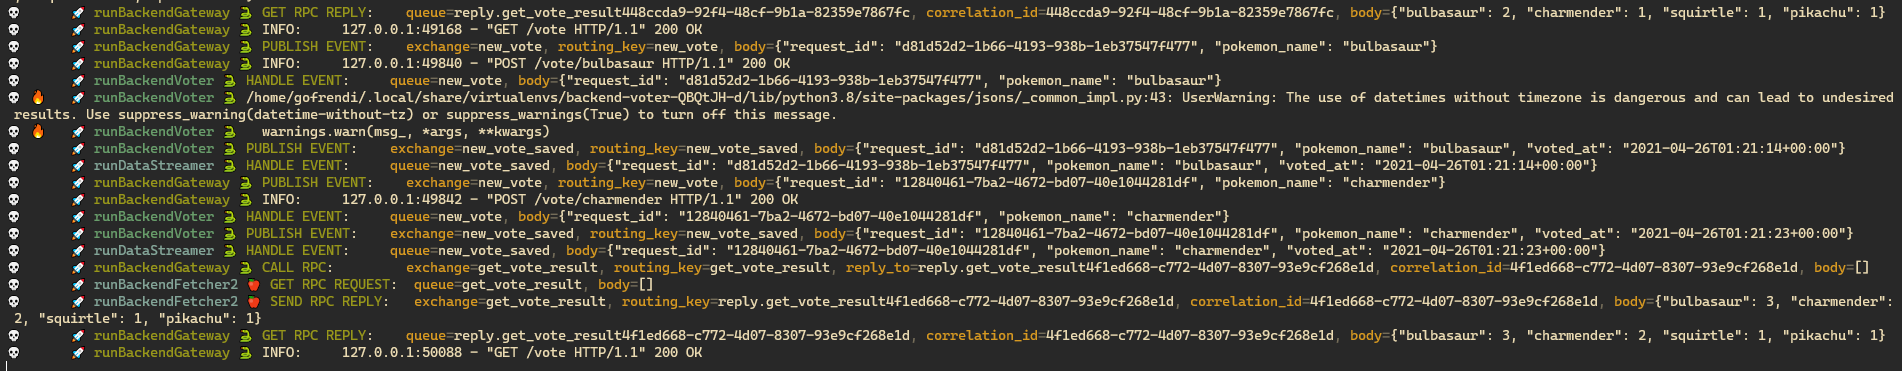 runBackendGateway GET RPC REPLY: queue=reply.get_vote_result448ccda9-92f4-48cf-9b1a-82359e7867fc, correlation_id=448ccda9-92f4-48cf-9b1a-82359e7867fc, body={"bulbasaur": 2, "charmender": 1, "squirtle": 1, "pikachu": 1}
runBackendGateway INFO: 127.0.0.1:49168 - "GET /vote HTTP/1.1" 200 OK
runBackendGateway PUBLISH EVENT: exchange=new_vote, routing_key=new_vote, body={"request_id": "d81d52d2-1b66-4193-938b-1eb37547f477", "pokemon_name": "bulbasaur"}
runBackendGateway INFO: 127.0.0.1:49840 - "POST /vote/bulbasaur HTTP/1.1" 200 OK
runBackendVoter HANDLE EVENT: queue=new_vote, body={"request_id": "d81d52d2-1b66-4193-938b-1eb37547f477", "pokemon_name": "bulbasaur"}
runBackendVoter /home/gofrendi/.local/share/virtualenvs/backend-voter-QBQtJH-d/lib/python3.8/site-packages/jsons/_common_impl.py:43: UserWarning: The use of datetimes without timezone is dangerous and can lead to undesired
results. Use suppress_warning(datetime-without-tz) or suppress_warnings(True) to turn off this message.
runBackendVoter warnings.warn(msg_, *args, **kwargs)
runBackendVoter PUBLISH EVENT: exchange=new_vote_saved, routing_key=new_vote_saved, body={"request_id": "d81d52d2-1b66-4193-938b-1eb37547f477", "pokemon_name": "bulbasaur", "voted_at": "2021-04-26T01:21:14+00:00"}
runDataStreamer HANDLE EVENT: queue=new_vote_saved, body={"request_id": "d81d52d2-1b66-4193-938b-1eb37547f477", "pokemon_name": "bulbasaur", "voted_at": "2021-04-26T01:21:14+00:00"}
runBackendGateway PUBLISH EVENT: exchange=new_vote, routing_key=new_vote, body={"request_id": "12840461-7ba2-4672-bd07-40e1044281df", "pokemon_name": "charmender"}
runBackendGateway INFO: 127.0.0.1:49842 - "POST /vote/charmender HTTP/1.1" 200 OK
runBackendVoter HANDLE EVENT: queue=new_vote, body={"request_id": "12840461-7ba2-4672-bd07-40e1044281df", "pokemon_name": "charmender"}
runBackendVoter PUBLISH EVENT: exchange=new_vote_saved, routing_key=new_vote_saved, body={"request_id": "12840461-7ba2-4672-bd07-40e1044281df", "pokemon_name": "charmender", "voted_at": "2021-04-26T01:21:23+00:00"}
runDataStreamer HANDLE EVENT: queue=new_vote_saved, body={"request_id": "12840461-7ba2-4672-bd07-40e1044281df", "pokemon_name": "charmender", "voted_at": "2021-04-26T01:21:23+00:00"}
runBackendGateway CALL RPC: exchange=get_vote_result, routing_key=get_vote_result, reply_to=reply.get_vote_result4f1ed668-c772-4d07-8307-93e9cf268e1d, correlation_id=4f1ed668-c772-4d07-8307-93e9cf268e1d, body=[]
runBackendFetcher2 GET RPC REQUEST: queue=get_vote_result, body=[]
runBackendFetcher2 SEND RPC REPLY: exchange=get_vote_result, routing_key=reply.get_vote_result4f1ed668-c772-4d07-8307-93e9cf268e1d, correlation_id=4f1ed668-c772-4d07-8307-93e9cf268e1d, body={"bulbasaur": 3, "charmender":
2, "squirtle": 1, "pikachu": 1}
runBackendGateway GET RPC REPLY: queue=reply.get_vote_result4f1ed668-c772-4d07-8307-93e9cf268e1d, correlation_id=4f1ed668-c772-4d07-8307-93e9cf268e1d, body={"bulbasaur": 3, "charmender": 2, "squirtle": 1, "pikachu": 1}
runBackendGateway INFO: 127.0.0.1:50088 - "GET /vote HTTP/1.1" 200 OK